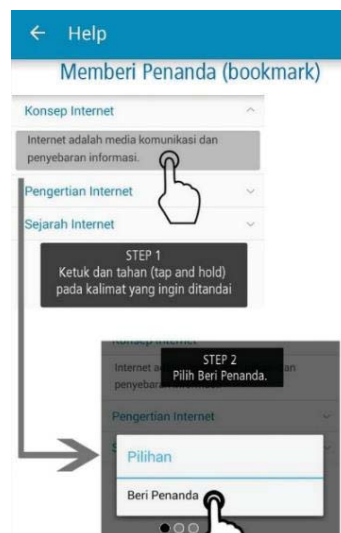 Help
Memberi Penanda (bookmark)
Konsep Internet
Internet adalah media komunikasi dan
penyebaran informasi.
Pengertian Internet
Sejarah Internet
STEP 1
Ketuk dan tahan (tap and hold)
pada kalimat yang ingin ditandai
Konsep Internet
STEP 2
Pilih Beri Penanda.
Internet
Pengertian Internet
Pilihan
Beri Penanda